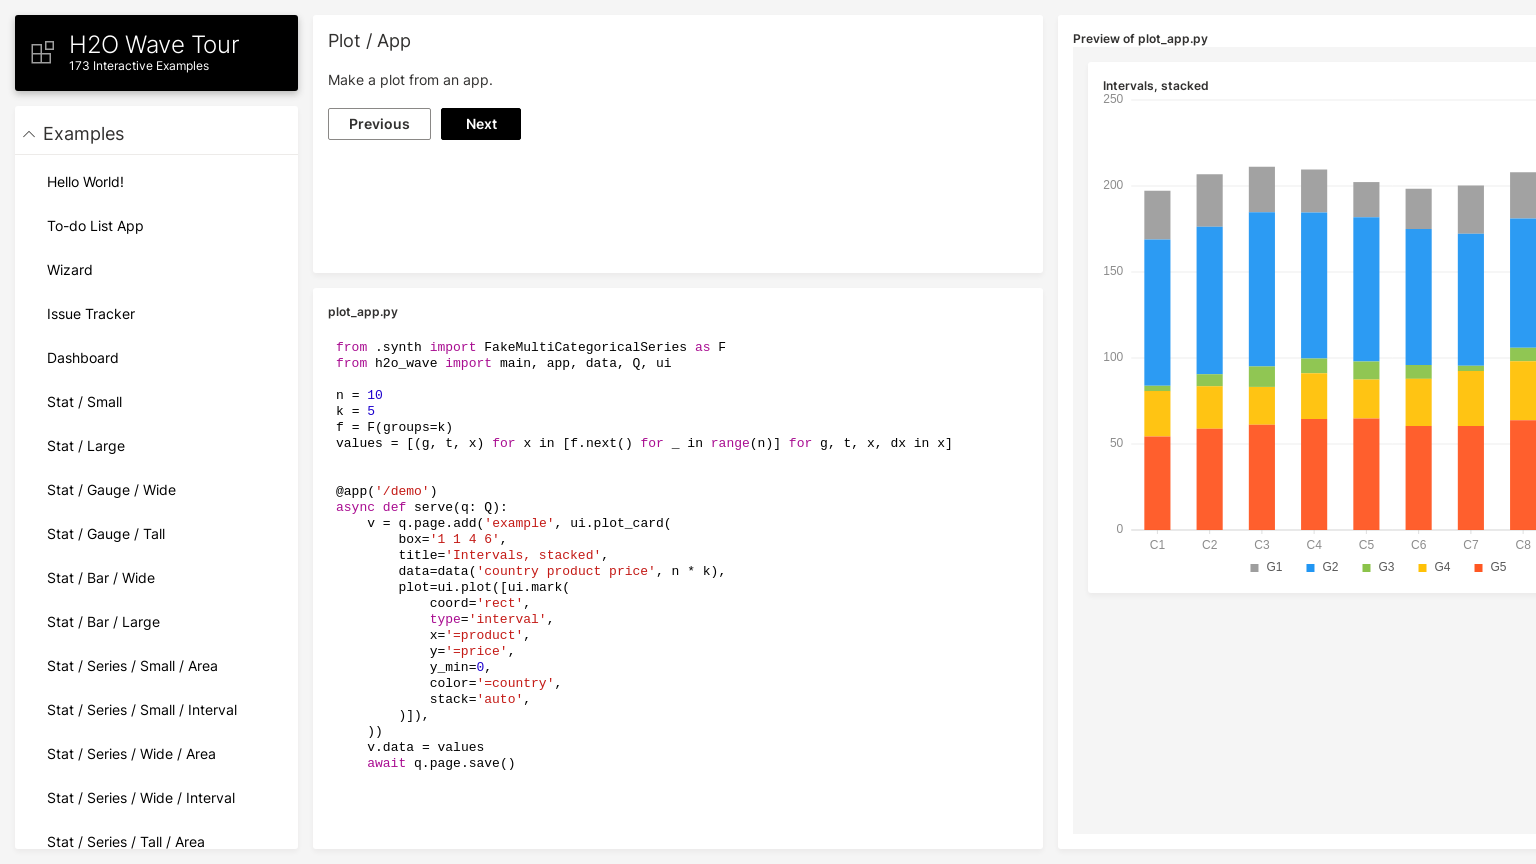 H2O Wave Tour
173 Interactive Examples
Examples
Hello World!
To-do List App
Wizard
Issue Tracker
Dashboard
Stat / Small
Stat / Large
Stat / Gauge / Wide
Stat / Gauge / Tall
Stat / Bar / Wide
Stat / Bar / Large
Stat / Series / Small / Area
Stat / Series / Small / Interval
Stat / Series / Wide / Area
Stat / Series / Wide / Interval
Stat / Series / Tall / Area
Plot / App
Make a plot from an app.
Previous
Next
plot_app.py
from .synth import FakeMultiCategoricalSeries as F
from h2o_wave import main, app, data, Q, ui
n = 10
k = 5
f = F(groups=k)
values = [(g, t, x) for x in [f.next() for _ in range(n)] for g, t, x, dx in x]
@app('/demo')
async def serve(q: Q):
    v = q.page.add('example', ui.plot_card(
        box='1 1 4 6',
        title='Intervals, stacked',
        data=data('country product price', n * k),
        plot=ui.plot([ui.mark(
            coord='rect',
            type='interval',
            x='=product',
            y='=price',
            y_min=0,
            color='=country',
            stack='auto',
        )]),
    ))
    v.data = values
    await q.page.save()
Preview of plot_app.py
Intervals, stacked
250
200
150
100
50
0
C1 C2 C3 C4 C5 C6 C7 C8
G1 G2 G3 G4 G5